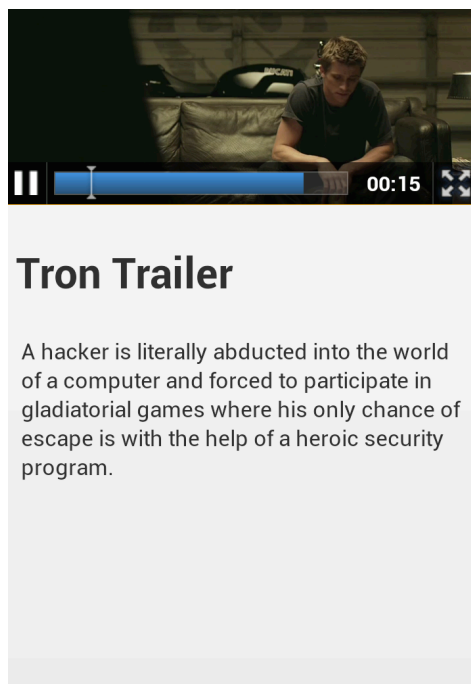 DUCATI
00:15
Tron Trailer
A hacker is literally abducted into the world
of a computer and forced to participate in
gladiatorial games where his only chance of
escape is with the help of a heroic security
program.